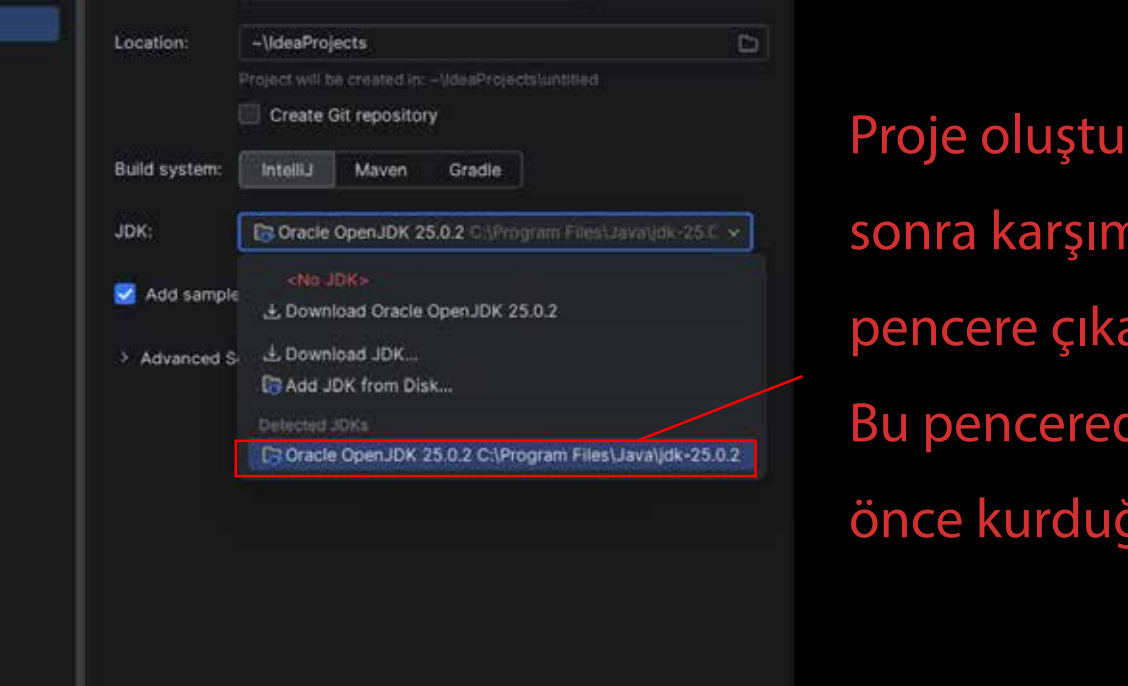 Location:
~\IdeaProjects
Project will be created in: ~\IdeaProjects\untitled
Create Git repository
Build system:
IntelliJ
Maven
Gradle
JDK:
Oracle OpenJDK 25.0.2 C:\Program Files\Java\jdk-25.0
<No JDK>
Add sample
Download Oracle OpenJDK 25.0.2
Advanced S
Download JDK...
Add JDK from Disk...
Detected JDKs
Oracle OpenJDK 25.0.2 C:\Program Files\Java\jdk-25.0.2
Proje oluştu
sonra karşım
pencere çıka
Bu pencered
önce kurduğ